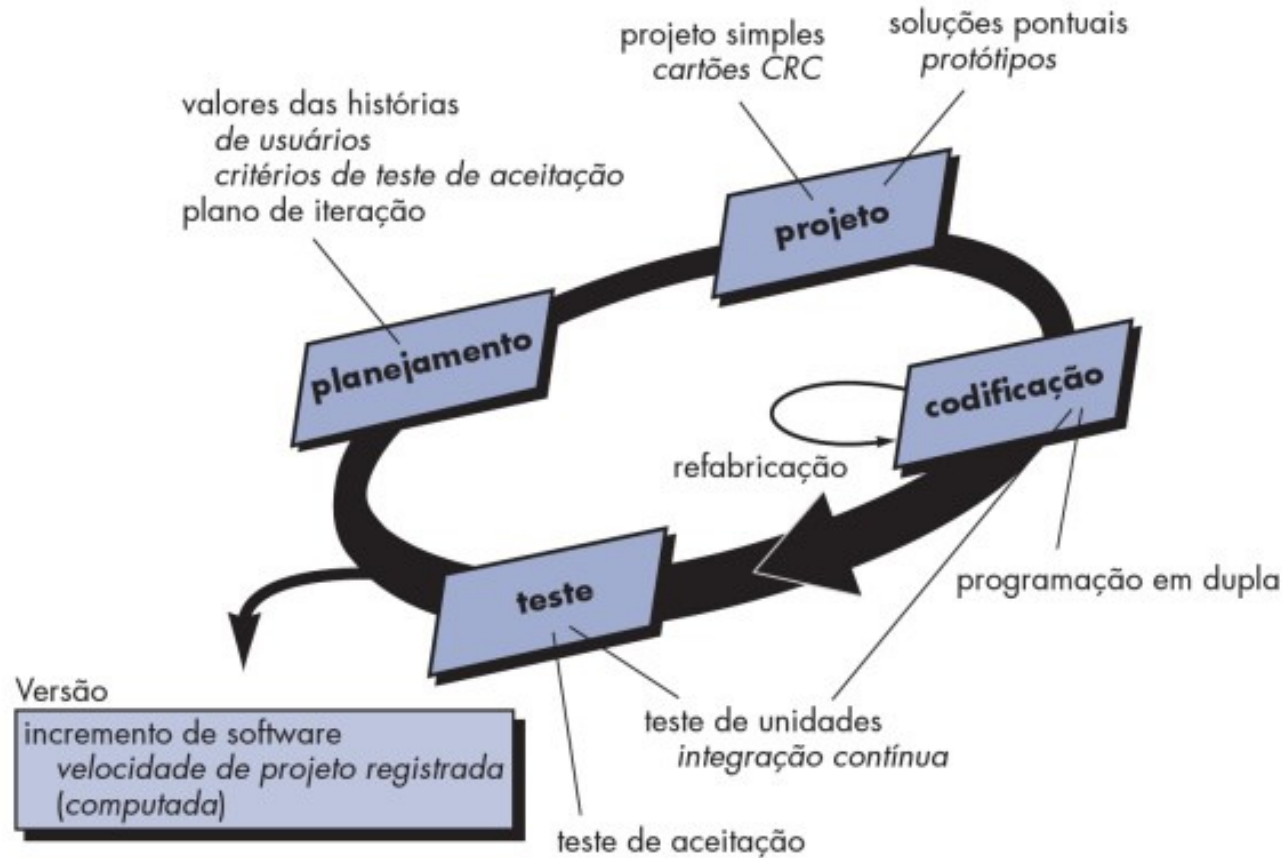 projeto simples
cartões CRC
soluções pontuais
protótipos
valores das histórias
de usuários
critérios de teste de aceitação
plano de iteração
projeto
planejamento
codificação
refabricação
teste
programação em dupla
Versão
incremento de software
velocidade de projeto registrada
(computada)
teste de unidades
integração contínua
teste de aceitação